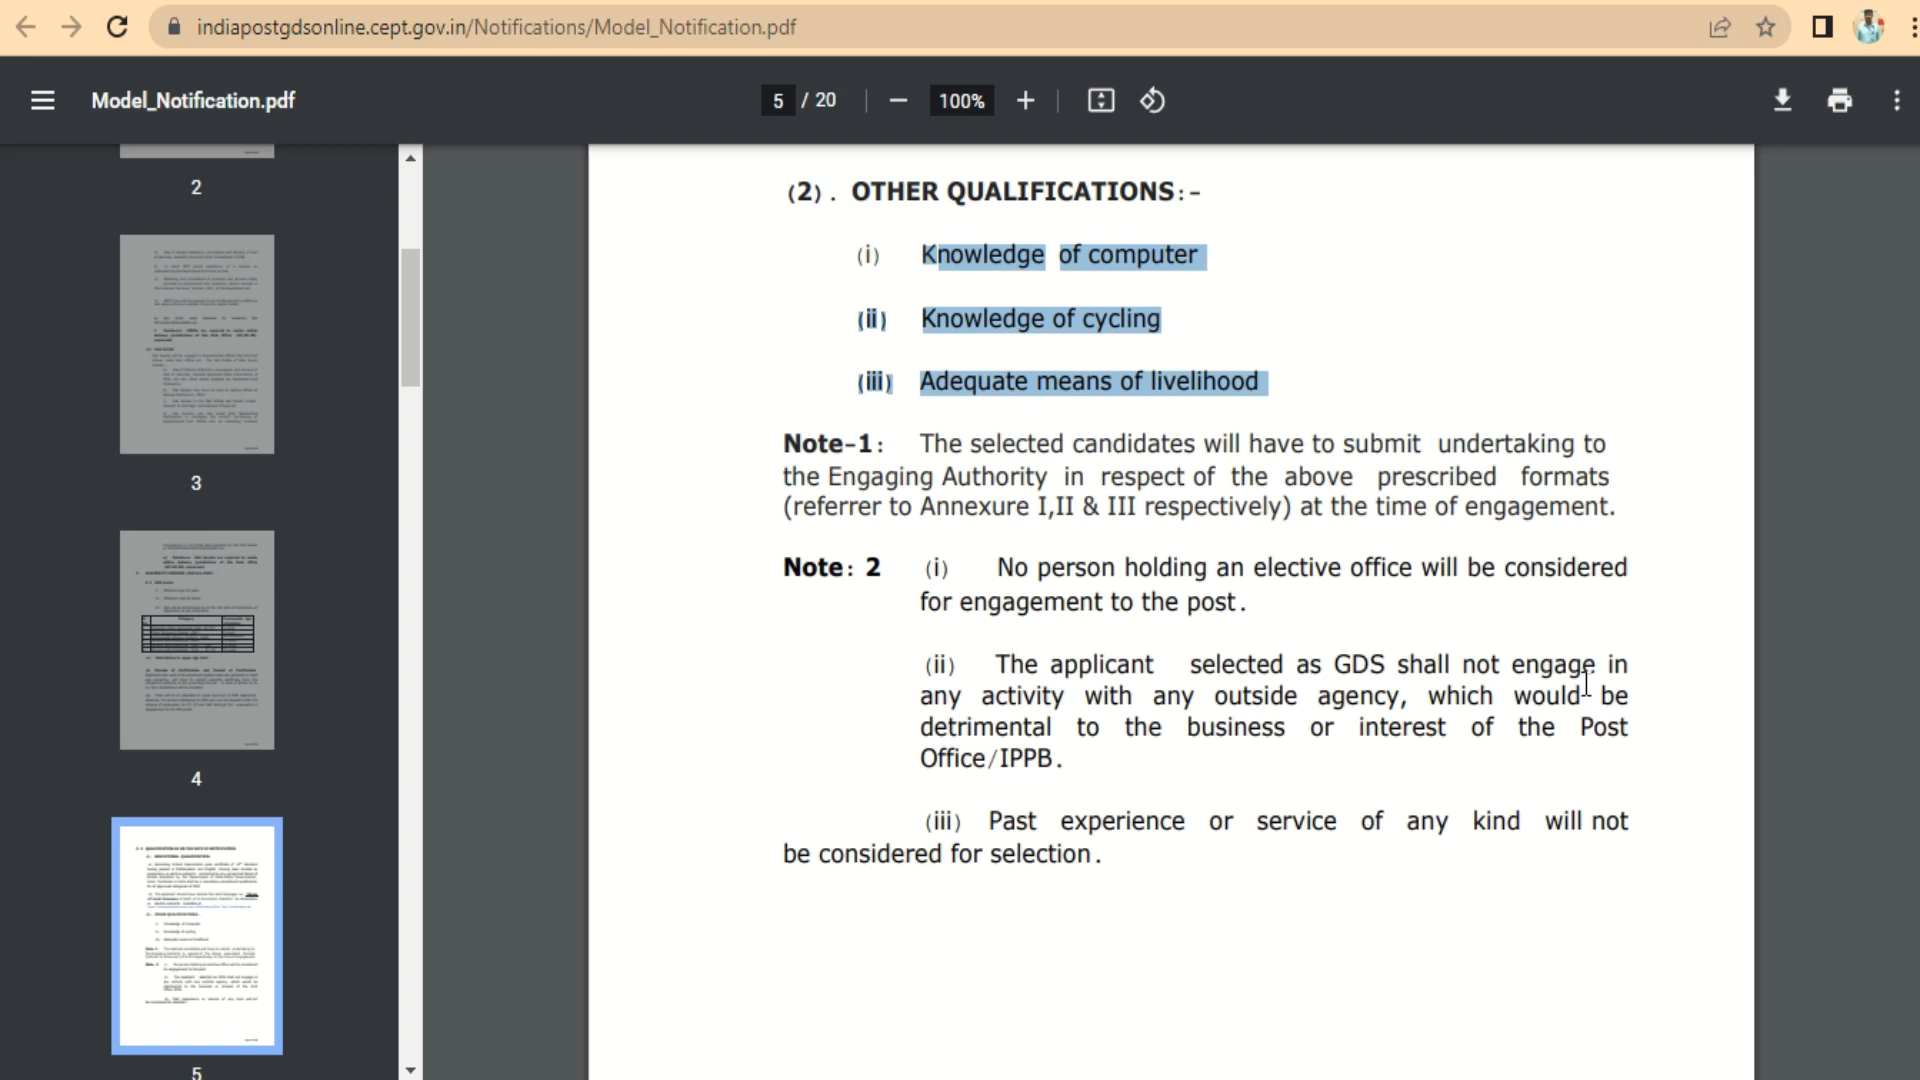 indiapostgdsonline.cept.gov.in/Notifications/Model_Notification.pdf
Model_Notification.pdf
5 / 20
100%
2
3
4
5
(2). OTHER QUALIFICATIONS:-
(i) Knowledge of computer
(ii) Knowledge of cycling
(iii) Adequate means of livelihood
Note-1: The selected candidates will have to submit undertaking to
the Engaging Authority in respect of the above prescribed formats
(referrer to Annexure I,II & III respectively) at the time of engagement.
Note: 2 (i) No person holding an elective office will be considered
for engagement to the post.
(ii) The applicant selected as GDS shall not engage in
any activity with any outside agency, which would be
detrimental to the business or interest of the Post
Office/IPPB.
(iii) Past experience or service of any kind will not
be considered for selection.